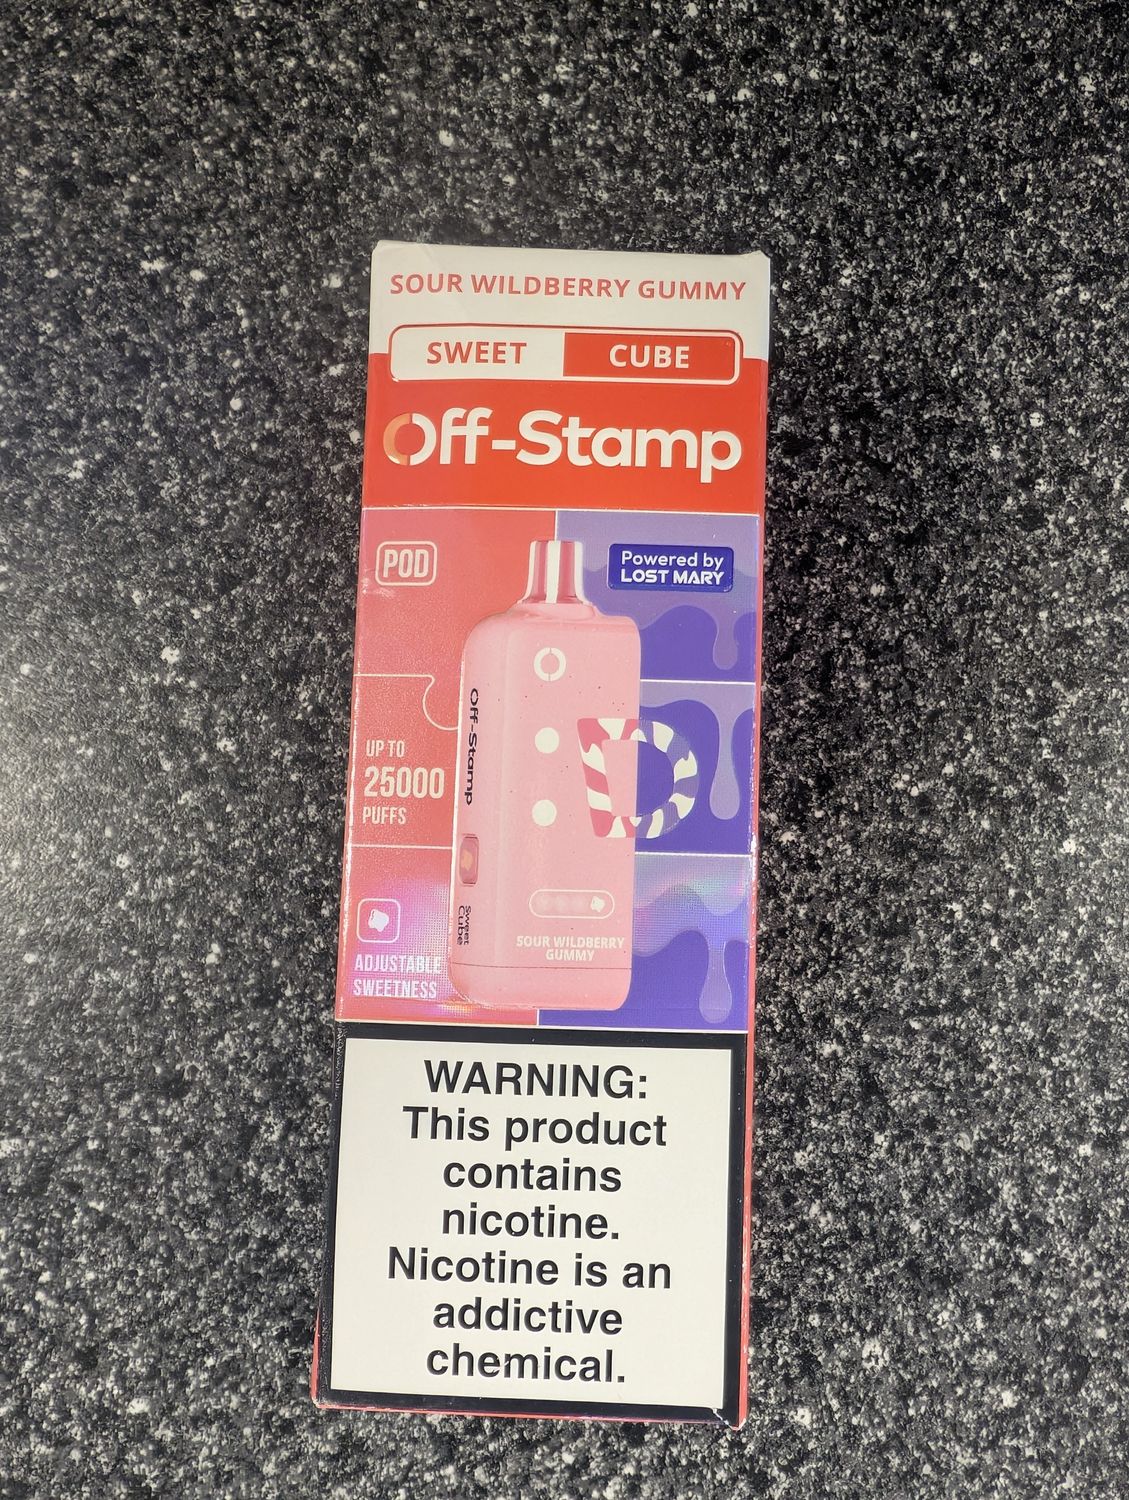 SOUR WILDBERRY GUMMY
SWEET CUBE
Off-Stamp
POD
Powered by
LOST MARY
Off-Stamp
UP TO
25000
PUFFS
Sweet
Cube
SOUR WILDBERRY
GUMMY
ADJUSTABLE
SWEETNESS
WARNING:
This product
contains
nicotine.
Nicotine is an
addictive
chemical.